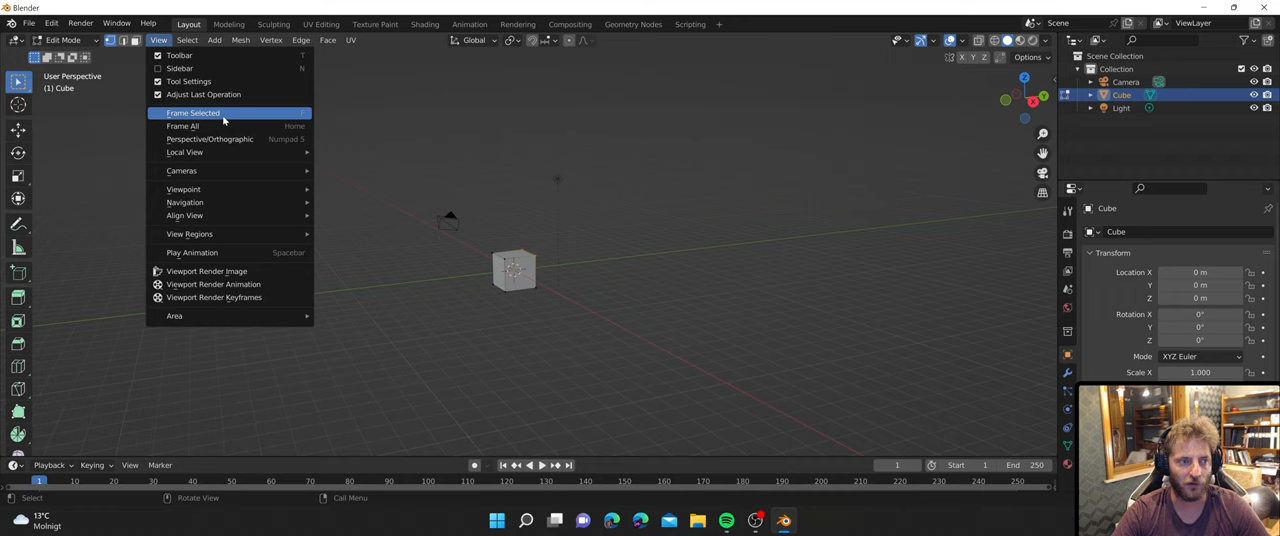 Blender
File Edit Render Window Help Layout Modeling Sculpting UV Editing Texture Paint Shading Animation Rendering Compositing Geometry Nodes Scripting + Scene ViewLayer
Edit Mode View Select Add Mesh Vertex Edge Face UV Global
X Y Z Options
User Perspective
(1) Cube
Toolbar T
Sidebar N
Tool Settings
Adjust Last Operation
Frame Selected F
Frame All Home
Perspective/Orthographic Numpad 5
Local View
Cameras
Viewpoint
Navigation
Align View
View Regions
Play Animation Spacebar
Viewport Render Image
Viewport Render Animation
Viewport Render Keyframes
Area
Z
Y
X
Scene Collection
Collection
Camera
Cube
Light
Cube
Cube
Transform
Location X 0 m
Y 0 m
Z 0 m
Rotation X 0°
Y 0°
Z 0°
Mode XYZ Euler
Scale X 1.000
Playback Keying View Marker 1 Start 1 End 250
1 10 20 30 40 50 60 70 80 90 100 110 120 130 140 150 160 170 180 190 200 210 220 230 240 250
Select Rotate View Call Menu
13°C
Molnigt